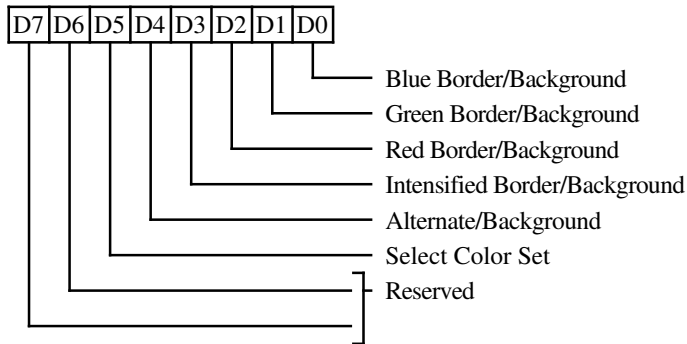 D7 D6 D5 D4 D3 D2 D1 D0
Blue Border/Background
Green Border/Background
Red Border/Background
Intensified Border/Background
Alternate/Background
Select Color Set
Reserved